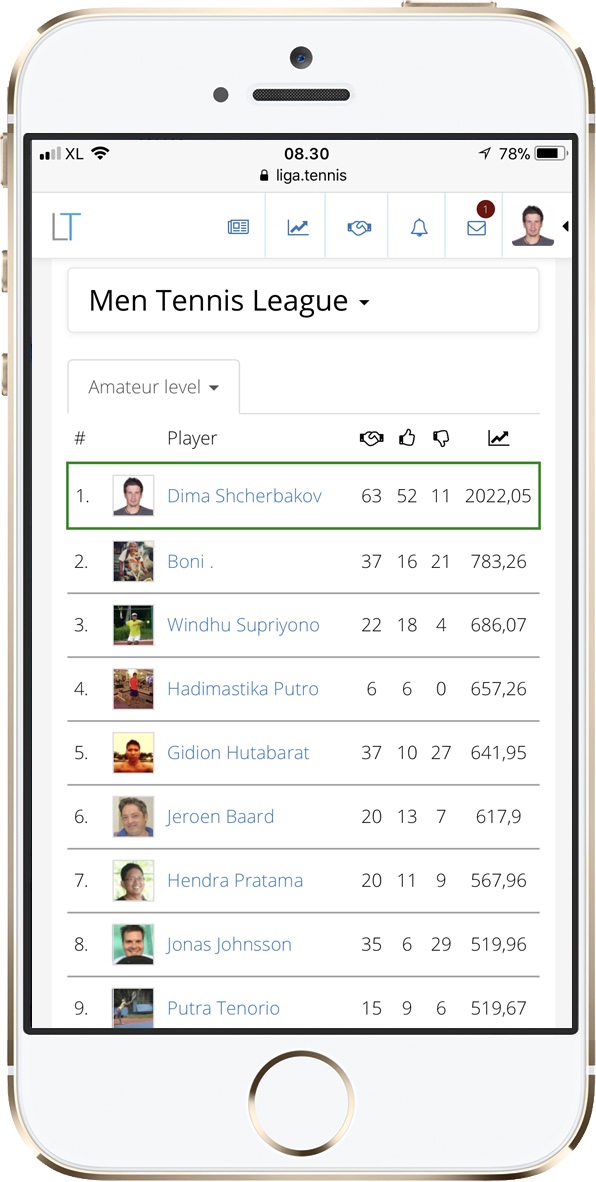 XL 08.30 78%
liga.tennis
LT 1
Men Tennis League
Amateur level
# Player
1. Dima Shcherbakov 63 52 11 2022,05
2. Boni . 37 16 21 783,26
3. Windhu Supriyono 22 18 4 686,07
4. Hadimastika Putro 6 6 0 657,26
5. Gidion Hutabarat 37 10 27 641,95
6. Jeroen Baard 20 13 7 617,9
7. Hendra Pratama 20 11 9 567,96
8. Jonas Johnsson 35 6 29 519,96
9. Putra Tenorio 15 9 6 519,67